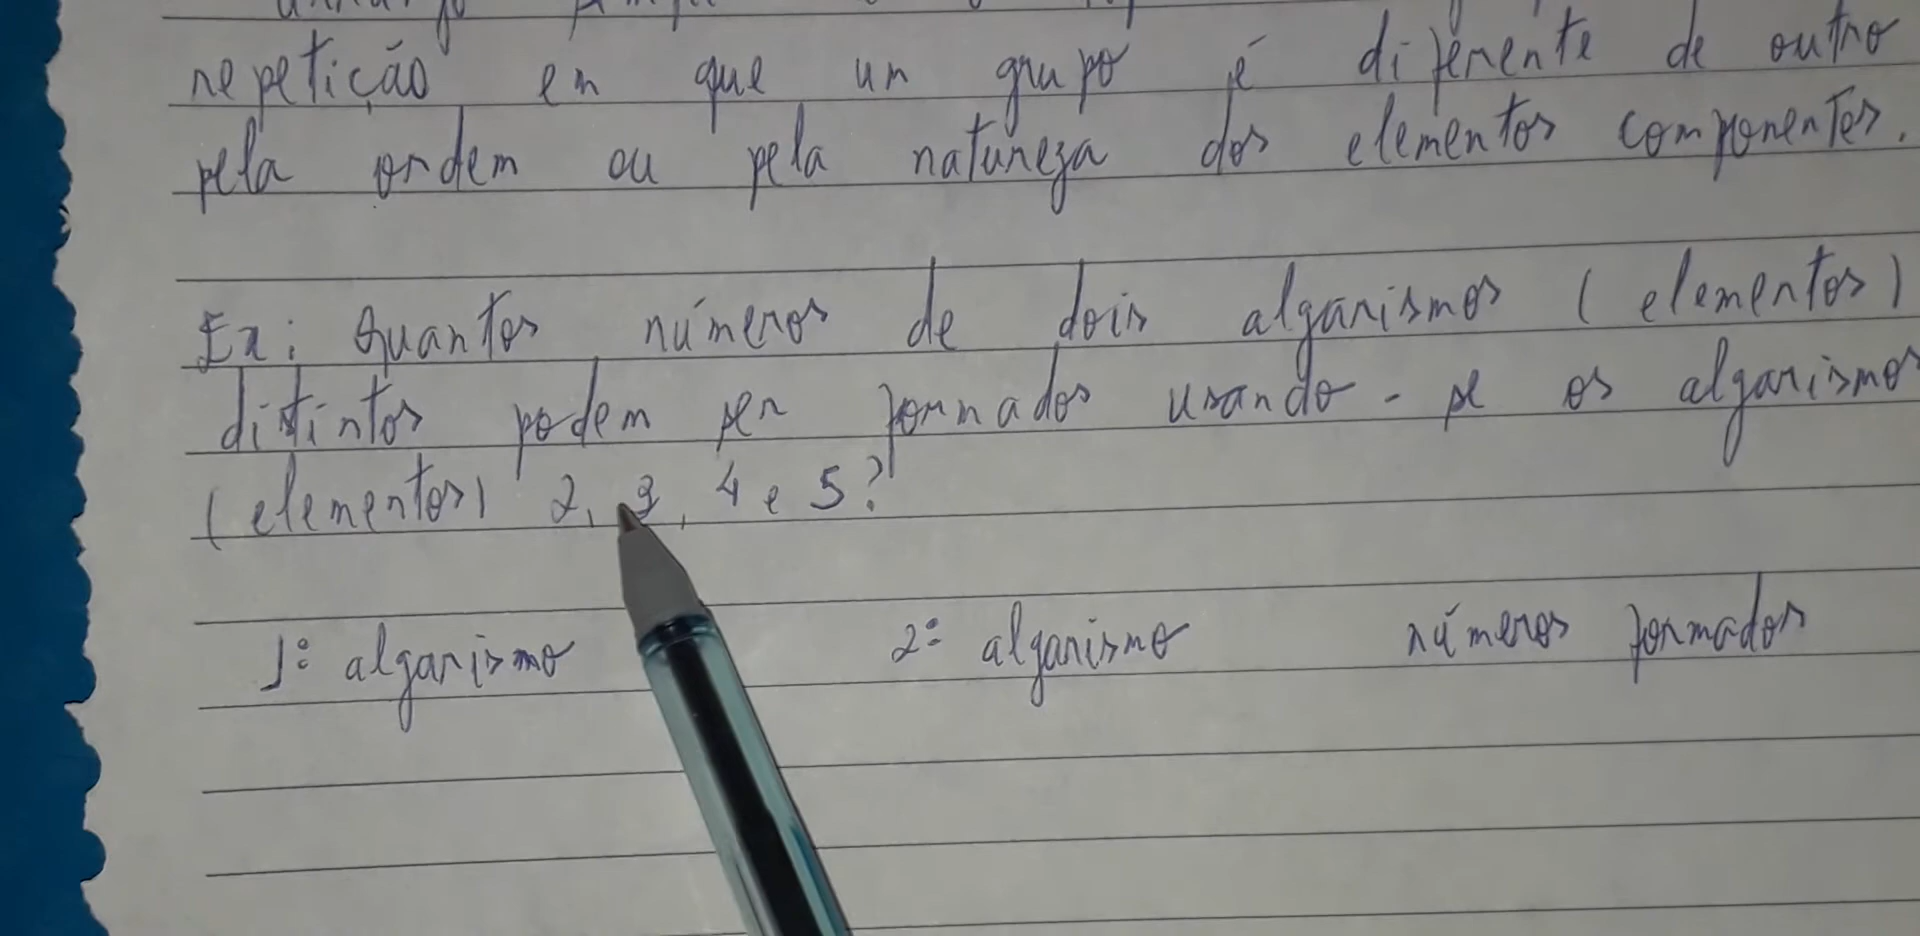 repetição em que um grupo é diferente de outro
pela ordem ou pela natureza dos elementos componentes.
Ex: Quantos números de dois algarismos (elementos)
distintos podem ser formados usando-se os algarismos
(elementos) 2, 3, 4 e 5?
1º algarismo 2º algarismo números formados